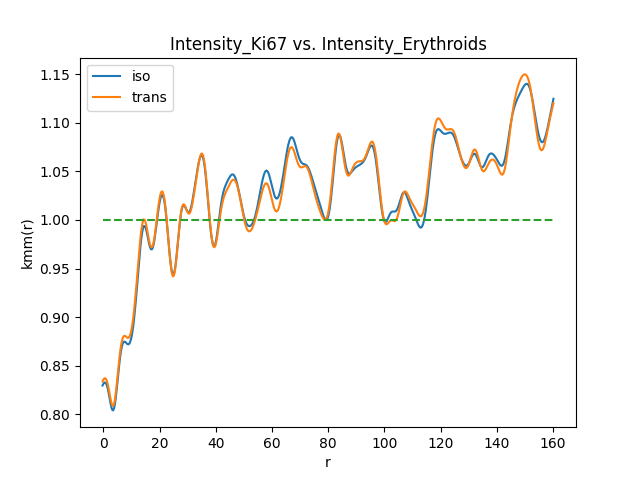 Intensity_Ki67 vs. Intensity_Erythroids
iso
trans
1.15
1.10
1.05
1.00
0.95
0.90
0.85
0.80
kmm(r)
0 20 40 60 80 100 120 140 160
r